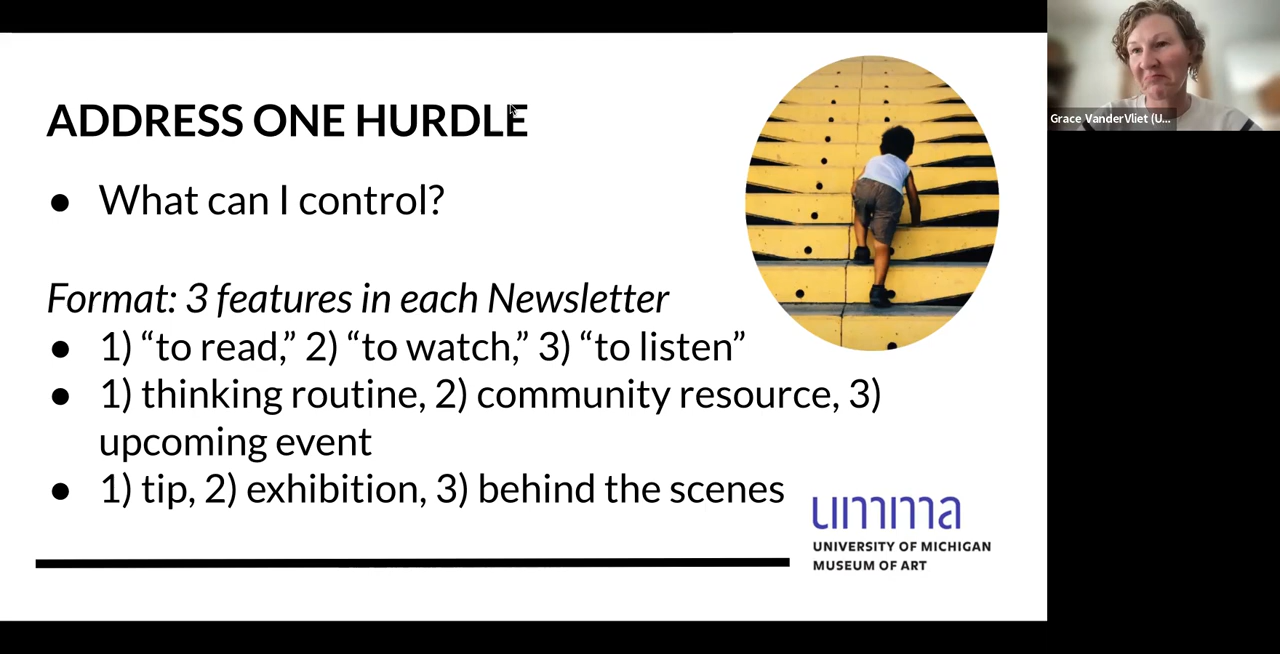 ADDRESS ONE HURDLE
● What can I control?
Format: 3 features in each Newsletter
● 1) “to read,” 2) “to watch,” 3) “to listen”
● 1) thinking routine, 2) community resource, 3)
upcoming event
● 1) tip, 2) exhibition, 3) behind the scenes
umma
UNIVERSITY OF MICHIGAN
MUSEUM OF ART
Grace VanderVliet (U...